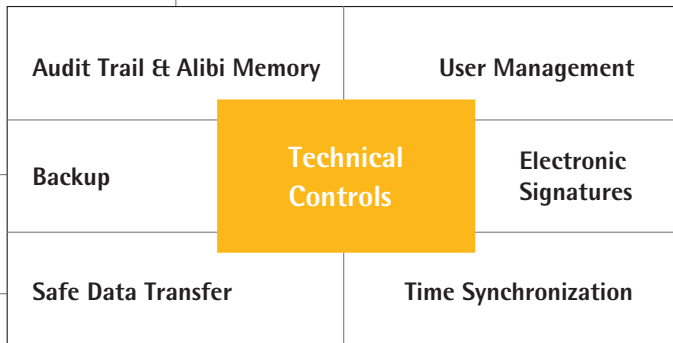 Audit Trail & Alibi Memory
User Management
Backup
Technical
Controls
Electronic
Signatures
Safe Data Transfer
Time Synchronization